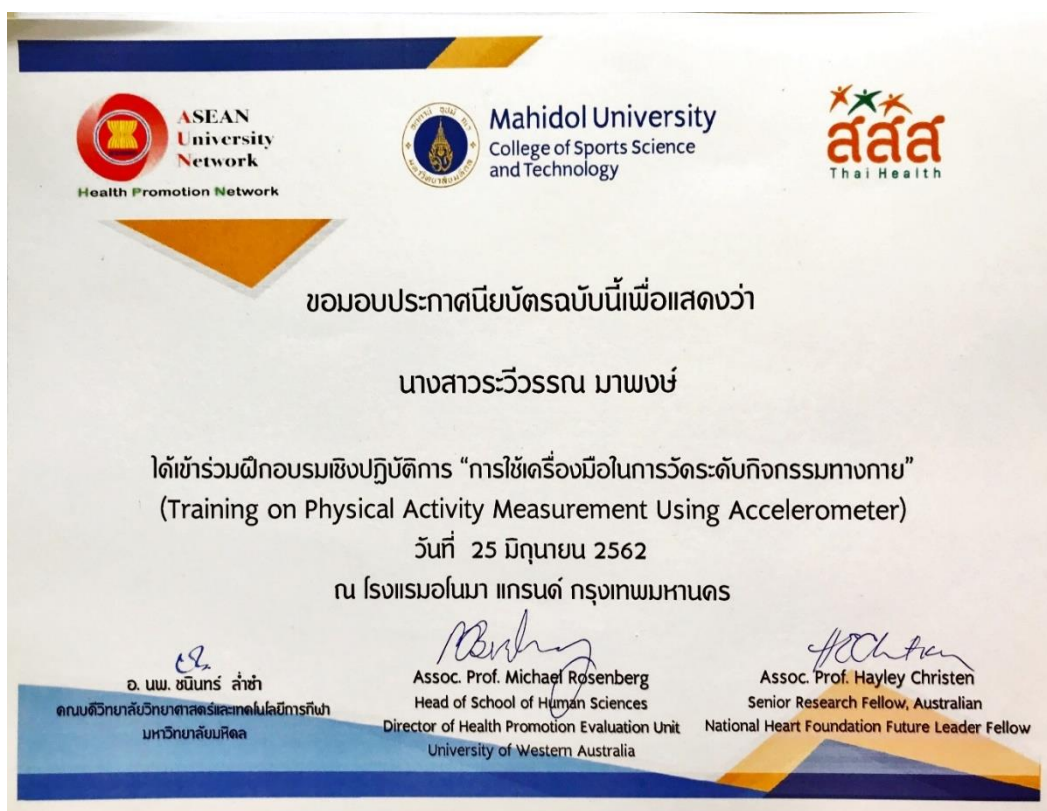 ASEAN
University
Network
Health Promotion Network
Mahidol University
College of Sports Science
and Technology
สสส
Thai Health
ขอมอบประกาศนียบัตรฉบับนี้เพื่อแสดงว่า
นางสาวระวีวรรณ มาพงษ์
ได้เข้าร่วมฝึกอบรมเชิงปฏิบัติการ “การใช้เครื่องมือในการวัดระดับกิจกรรมทางกาย”
(Training on Physical Activity Measurement Using Accelerometer)
วันที่ 25 มิถุนายน 2562
ณ โรงแรมอโนมา แกรนด์ กรุงเทพมหานคร
อ. นพ. ชนินทร์ ล่ำซำ
คณบดีวิทยาลัยวิทยาศาสตร์และเทคโนโลยีการกีฬา
มหาวิทยาลัยมหิดล
Assoc. Prof. Michael Rosenberg
Head of School of Human Sciences
Director of Health Promotion Evaluation Unit
University of Western Australia
Assoc. Prof. Hayley Christen
Senior Research Fellow, Australian
National Heart Foundation Future Leader Fellow